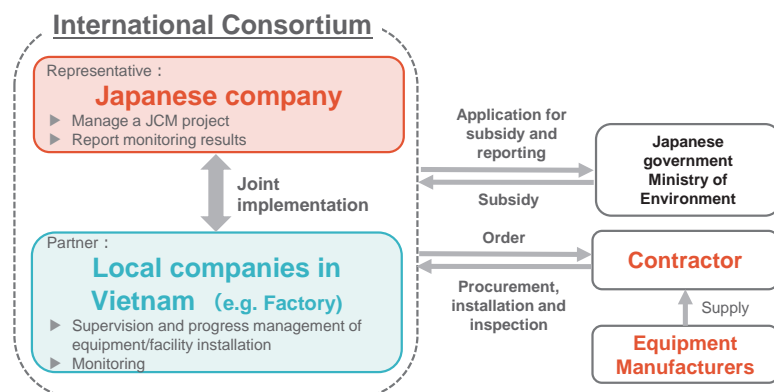 International Consortium
Representative：
Japanese company
▶ Manage a JCM project
▶ Report monitoring results
Joint
implementation
Partner：
Local companies in
Vietnam （e.g. Factory)
▶ Supervision and progress management of
equipment/facility installation
▶ Monitoring
Application for
subsidy and
reporting
Subsidy
Japanese
government
Ministry of
Environment
Order
Procurement,
installation and
inspection
Contractor
Supply
Equipment
Manufacturers